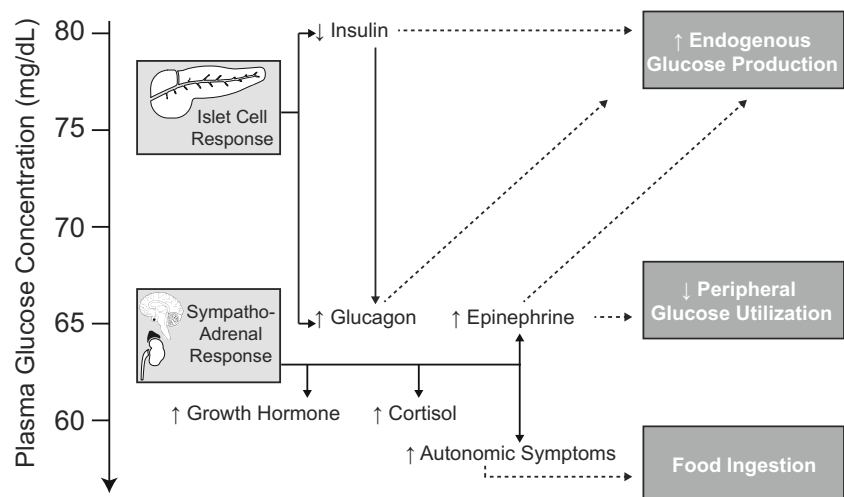 Plasma Glucose Concentration (mg/dL)
80
75
70
65
60
Islet Cell
Response
Sympatho-
Adrenal
Response
↓ Insulin
↑ Glucagon
↑ Epinephrine
↑ Growth Hormone
↑ Cortisol
↑ Autonomic Symptoms
↑ Endogenous
Glucose Production
↓ Peripheral
Glucose Utilization
Food Ingestion